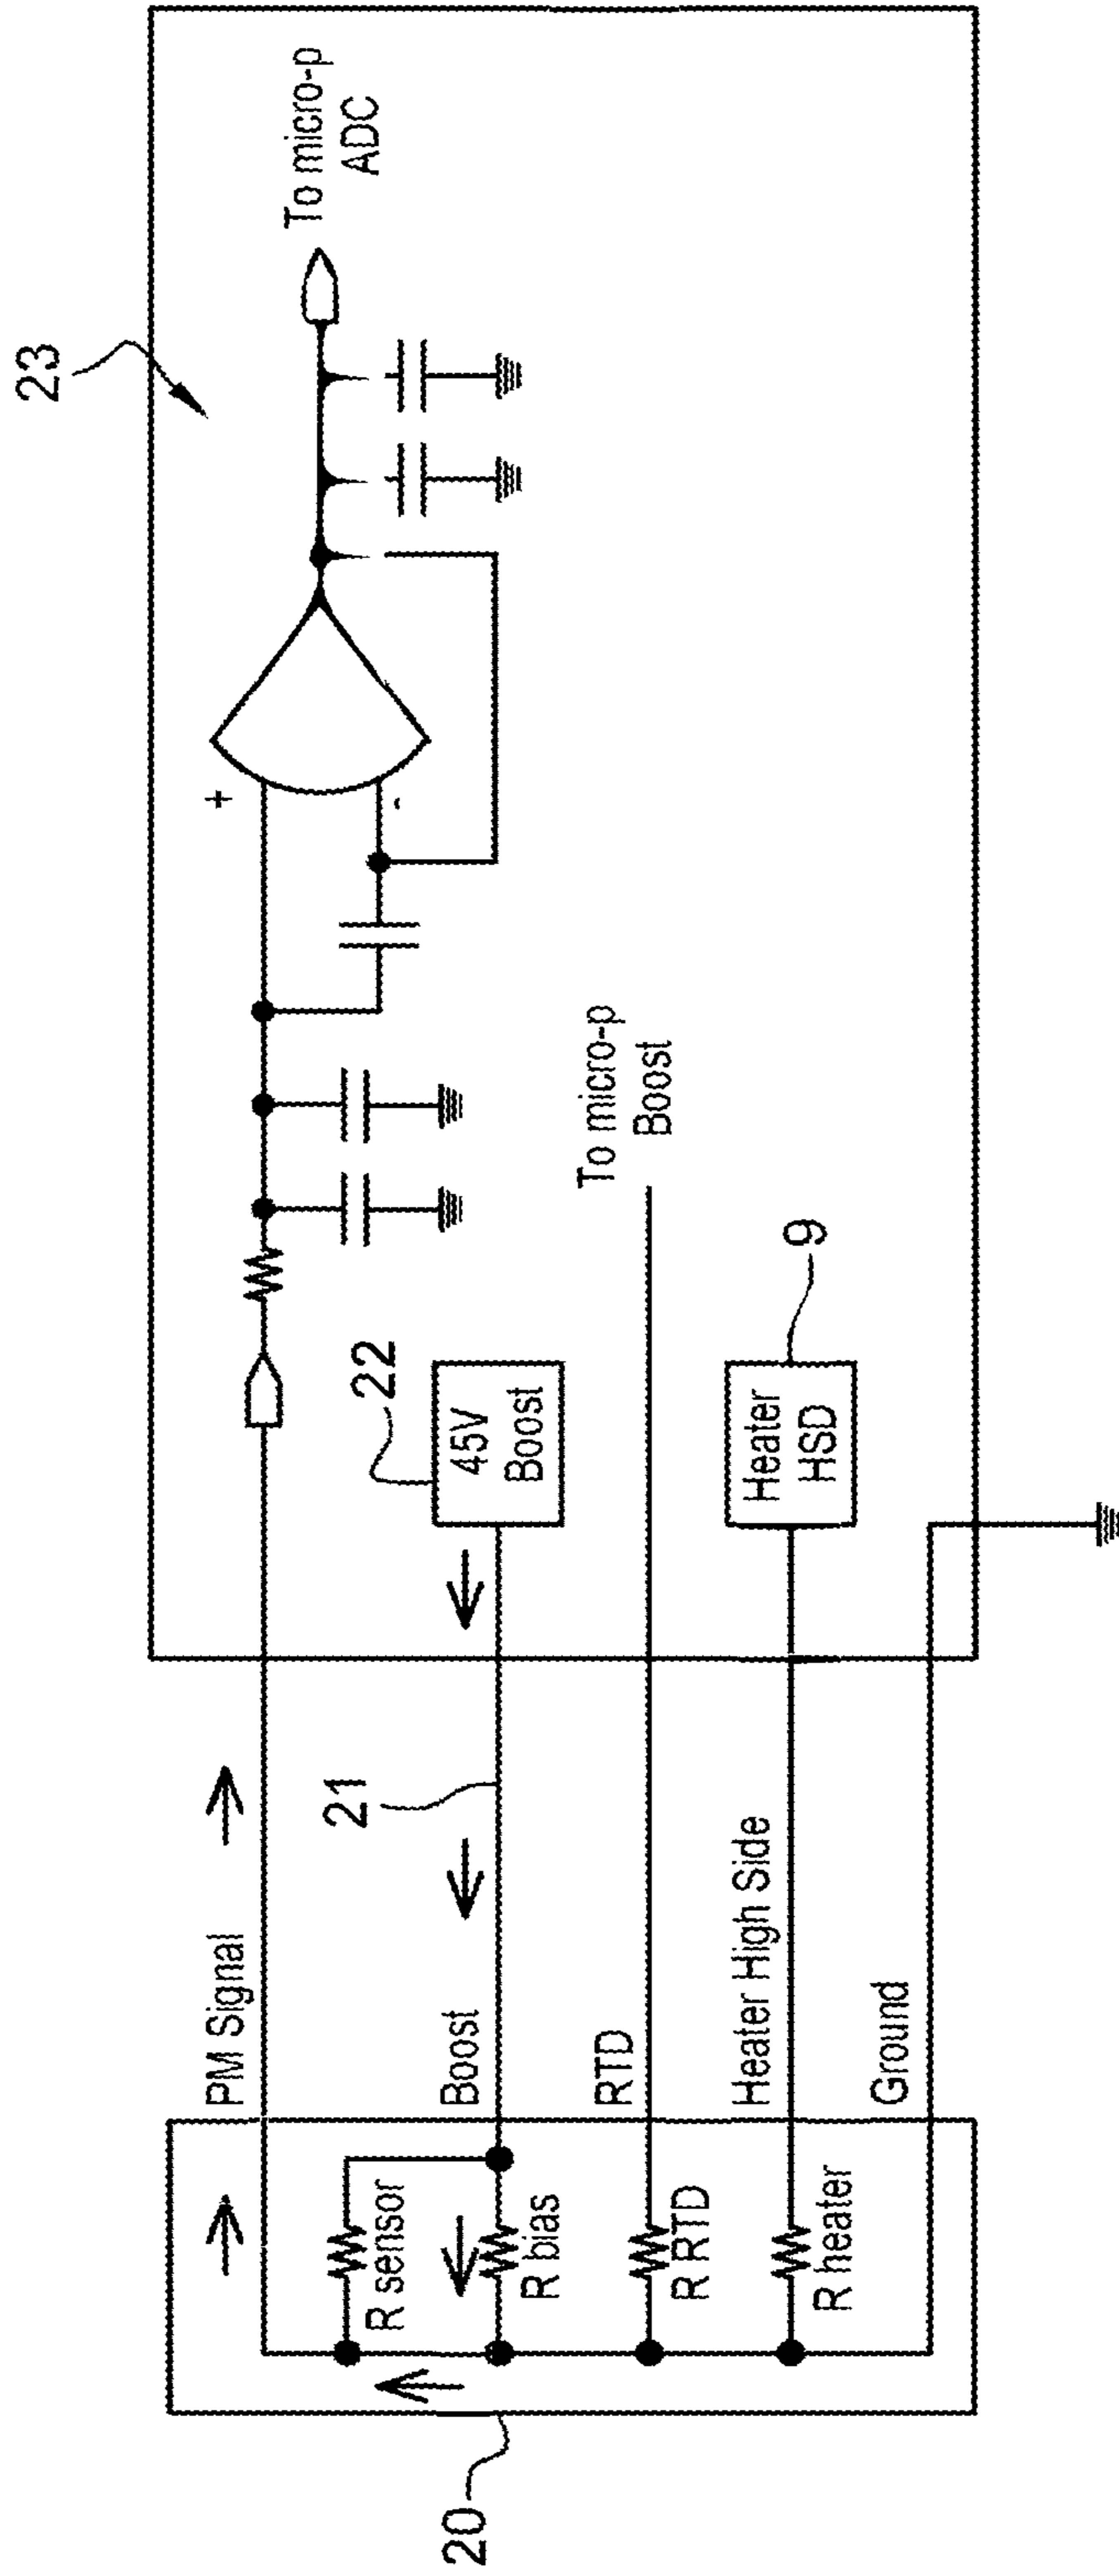 23
To micro-p
ADC
+
-
22
45V
Boost
To micro-p
Boost
9
Heater
HSD
21
PM Signal
Boost
RTD
Heater High Side
Ground
R sensor
R bias
R RTD
R heater
20